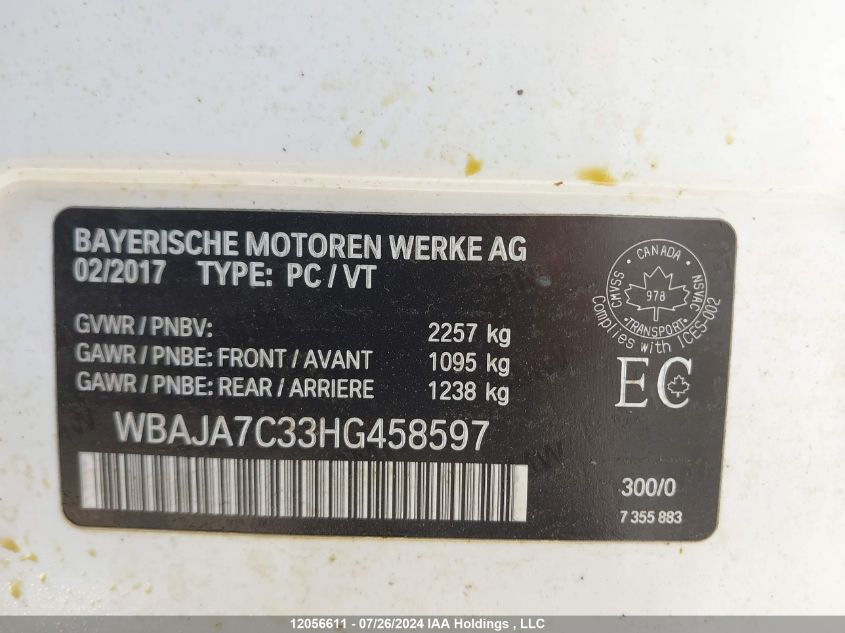 BAYERISCHE MOTOREN WERKE AG
02/2017 TYPE: PC / VT
GVWR / PNBV: 2257 kg
GAWR / PNBE: FRONT / AVANT 1095 kg
GAWR / PNBE: REAR / ARRIERE 1238 kg
WBAJA7C33HG458597
CANADA
CMVSS
NSVAC
978
TRANSPORT
Complies with ICES-002
EC
300/0
7 355 883
12056611 - 07/26/2024 IAA Holdings , LLC